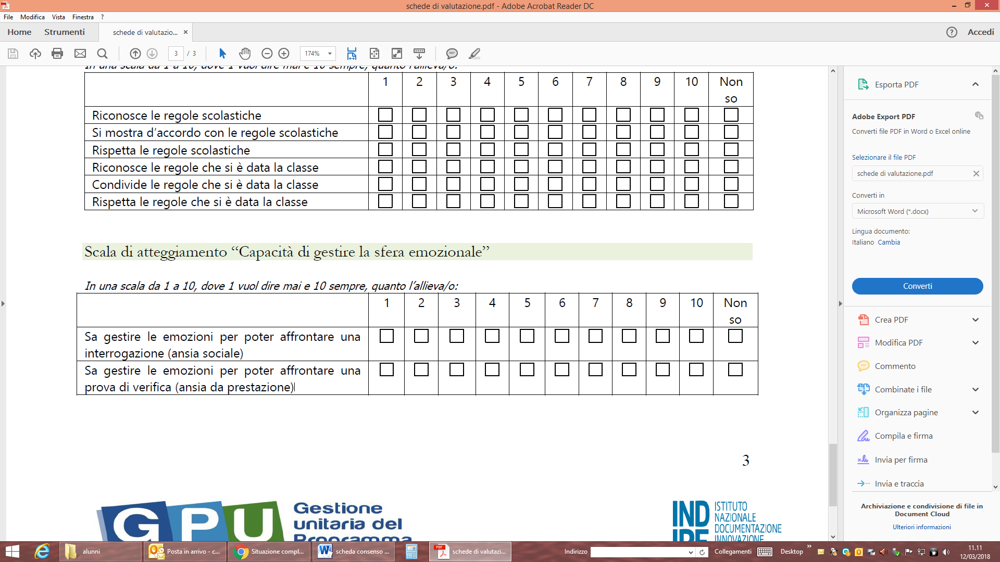 schede di valutazione.pdf - Adobe Acrobat Reader DC
File Modifica Vista Finestra ?
Home Strumenti schede di valutazio... × ? Accedi
3 / 3 174%
In una scala da 1 a 10, dove 1 vuol dire mai e 10 sempre, quanto l'allieva/o:
1 2 3 4 5 6 7 8 9 10 Non so
Riconosce le regole scolastiche
Si mostra d'accordo con le regole scolastiche
Rispetta le regole scolastiche
Riconosce le regole che si è data la classe
Condivide le regole che si è data la classe
Rispetta le regole che si è data la classe
Scala di atteggiamento “Capacità di gestire la sfera emozionale”
In una scala da 1 a 10, dove 1 vuol dire mai e 10 sempre, quanto l'allieva/o:
1 2 3 4 5 6 7 8 9 10 Non so
Sa gestire le emozioni per poter affrontare una
interrogazione (ansia sociale)
Sa gestire le emozioni per poter affrontare una
prova di verifica (ansia da prestazione)
3
GPU
Gestione
unitaria del
Programma
INDIRE
ISTITUTO
NAZIONALE
DOCUMENTAZIONE
INNOVAZIONE
Esporta PDF
Adobe Export PDF
Converti file PDF in Word o Excel online
Selezionare il file PDF
schede di valutazione.pdf
Converti in
Microsoft Word (*.docx)
Lingua documento:
Italiano Cambia
Converti
Crea PDF
Modifica PDF
Commento
Combinate i file
Organizza pagine
Compila e firma
Invia per firma
Invia e traccia
Archiviazione e condivisione di file in
Document Cloud
Ulteriori informazioni
alunni
Posta in arrivo - c...
Situazione compl...
scheda consenso ...
schede di valutazi...
Indirizzo
Collegamenti
Desktop
11.11
12/03/2018